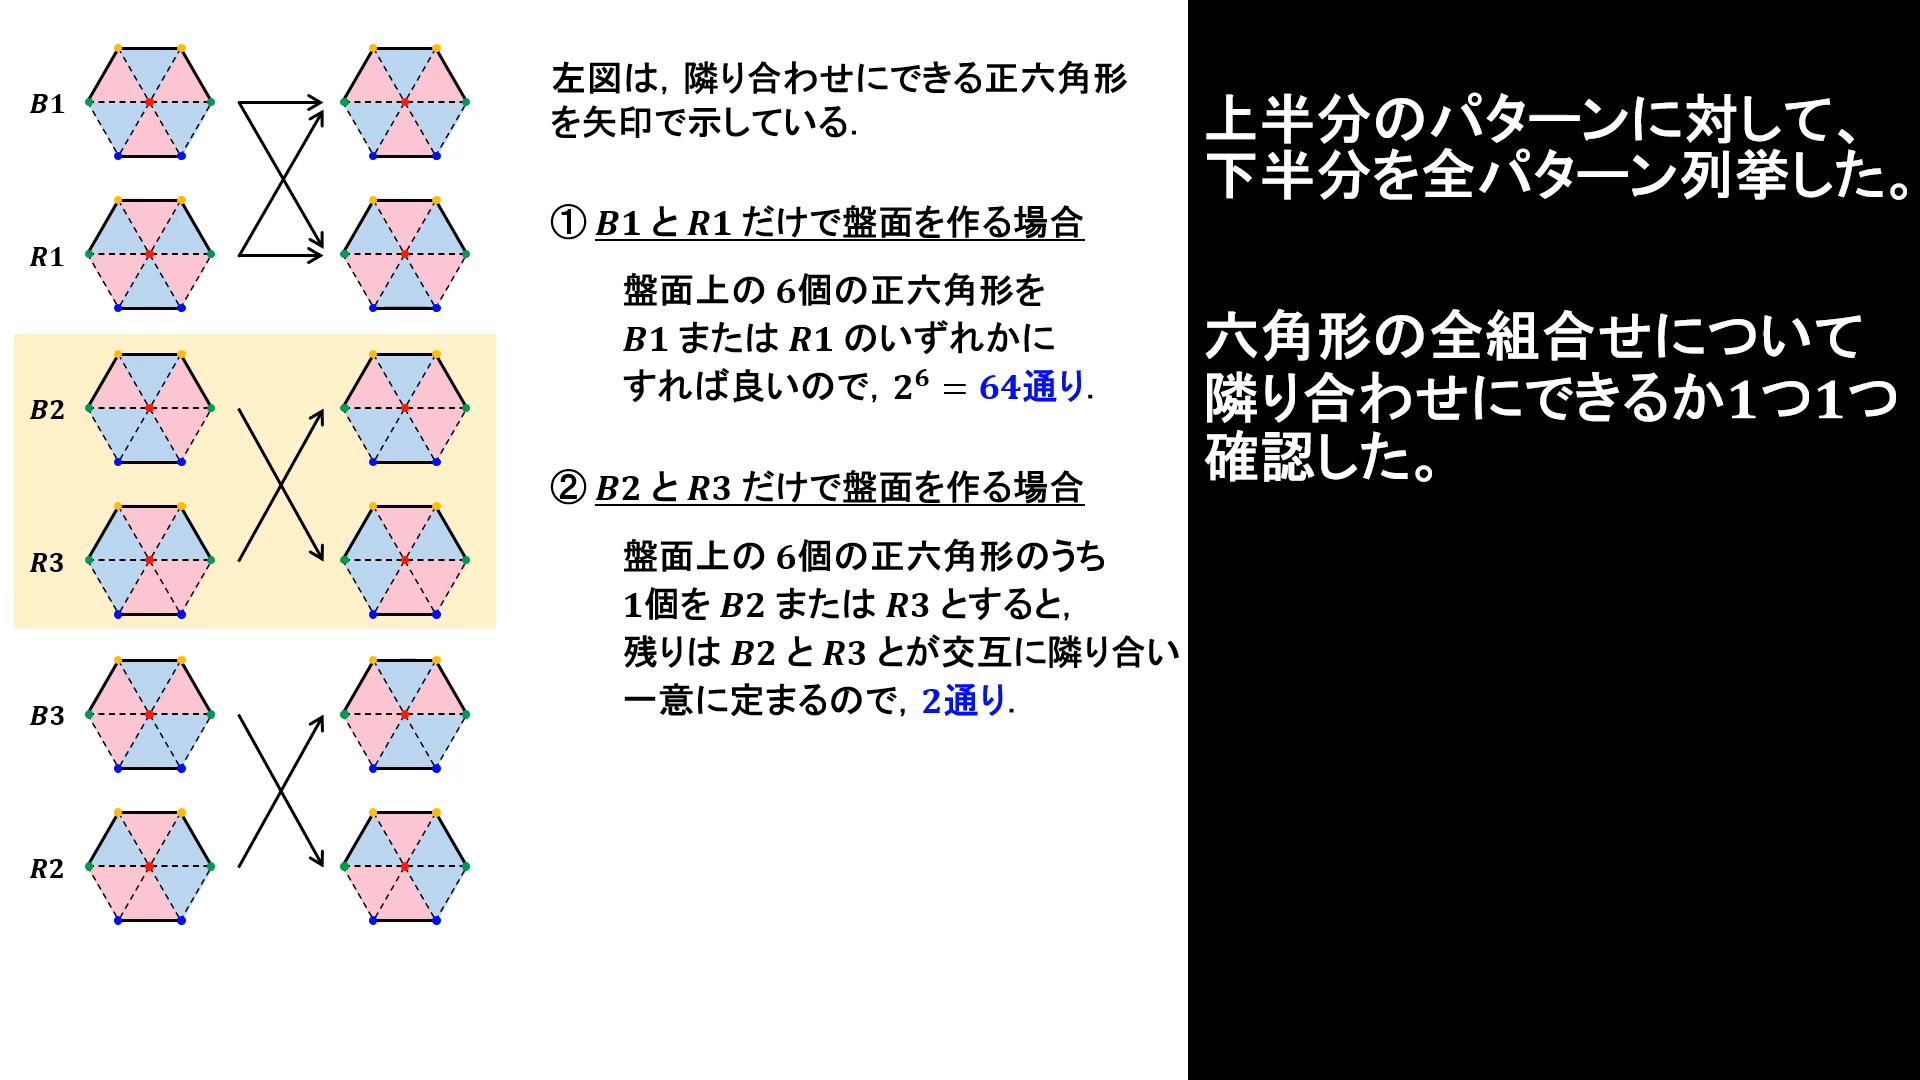 B1
R1
B2
R3
B3
R2
左図は, 隣り合わせにできる正六角形
を矢印で示している.
① B1 と R1 だけで盤面を作る場合
盤面上の 6個の正六角形を
B1 または R1 のいずれかに
すれば良いので, 2⁶ = 64通り.
② B2 と R3 だけで盤面を作る場合
盤面上の 6個の正六角形のうち
1個を B2 または R3 とすると,
残りは B2 と R3 とが交互に隣り合い
一意に定まるので, 2通り.
上半分のパターンに対して、
下半分を全パターン列挙した。
六角形の全組合せについて
隣り合わせにできるか1つ1つ
確認した。